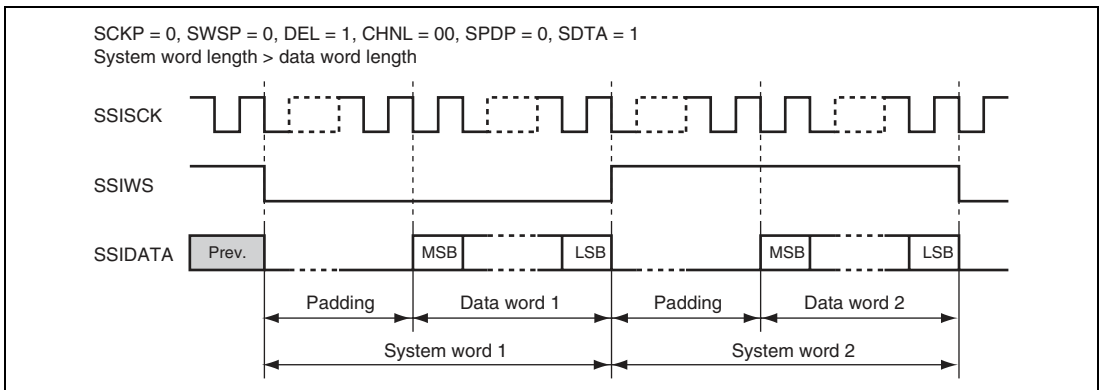 SCKP = 0, SWSP = 0, DEL = 1, CHNL = 00, SPDP = 0, SDTA = 1
System word length > data word length
SSISCK
SSIWS
SSIDATA Prev. MSB LSB MSB LSB
Padding Data word 1 Padding Data word 2
System word 1 System word 2